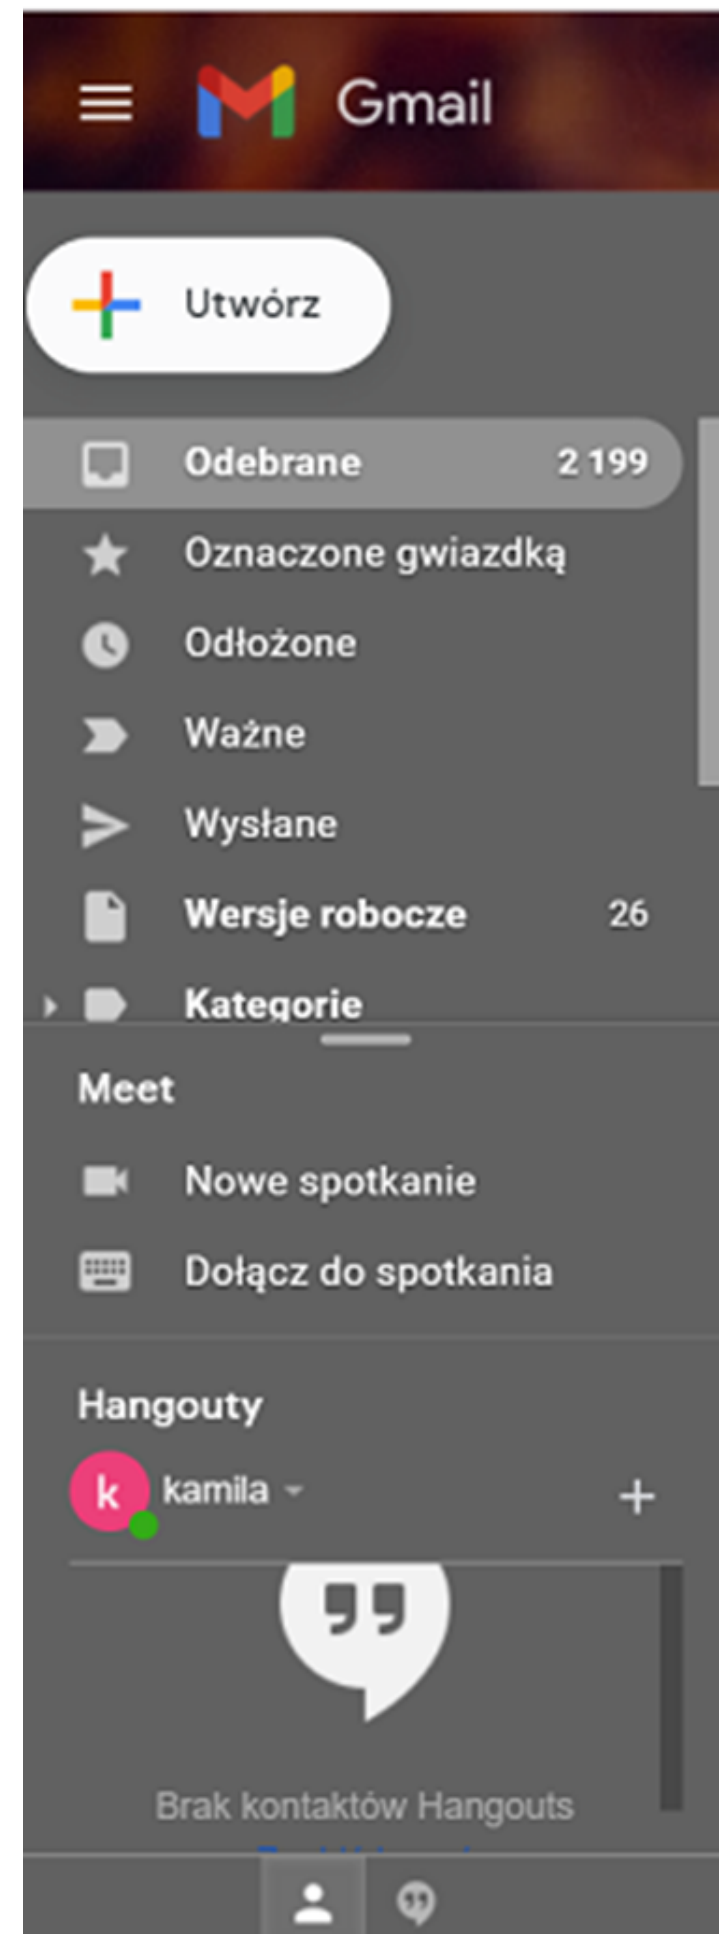 Gmail
Utwórz
Odebrane 2 199
Oznaczone gwiazdką
Odłożone
Ważne
Wysłane
Wersje robocze 26
Kategorie
Meet
Nowe spotkanie
Dołącz do spotkania
Hangouty
k kamila
Brak kontaktów Hangouts